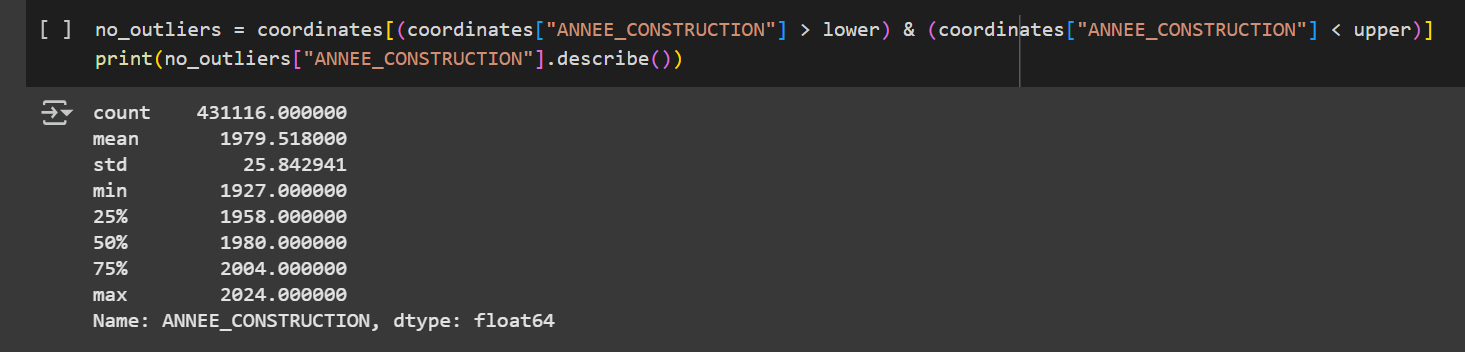 [ ] no_outliers = coordinates[(coordinates["ANNEE_CONSTRUCTION"] > lower) & (coordinates["ANNEE_CONSTRUCTION"] < upper)]
print(no_outliers["ANNEE_CONSTRUCTION"].describe())
count    431116.000000
mean       1979.518000
std          25.842941
min        1927.000000
25%        1958.000000
50%        1980.000000
75%        2004.000000
max        2024.000000
Name: ANNEE_CONSTRUCTION, dtype: float64